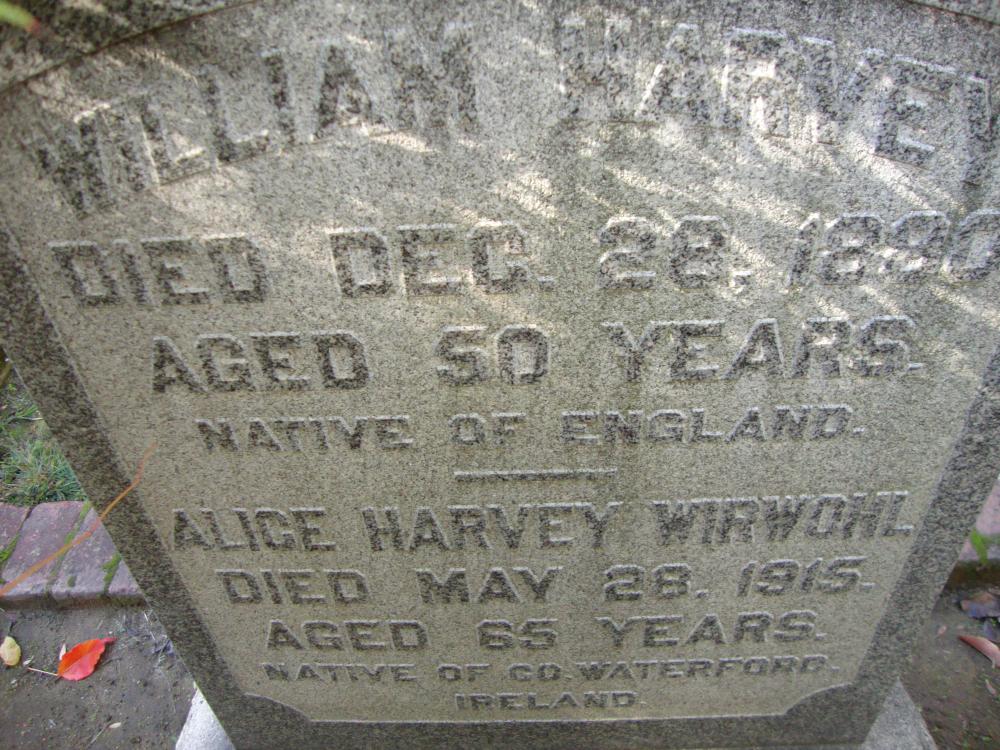 WILLIAM HARVEY
DIED DEC. 28, 1890
AGED 50 YEARS.
NATIVE OF ENGLAND.
ALICE HARVEY WIRWOHL
DIED MAY 28. 1915.
AGED 65 YEARS.
NATIVE OF CO. WATERFORD.
IRELAND.